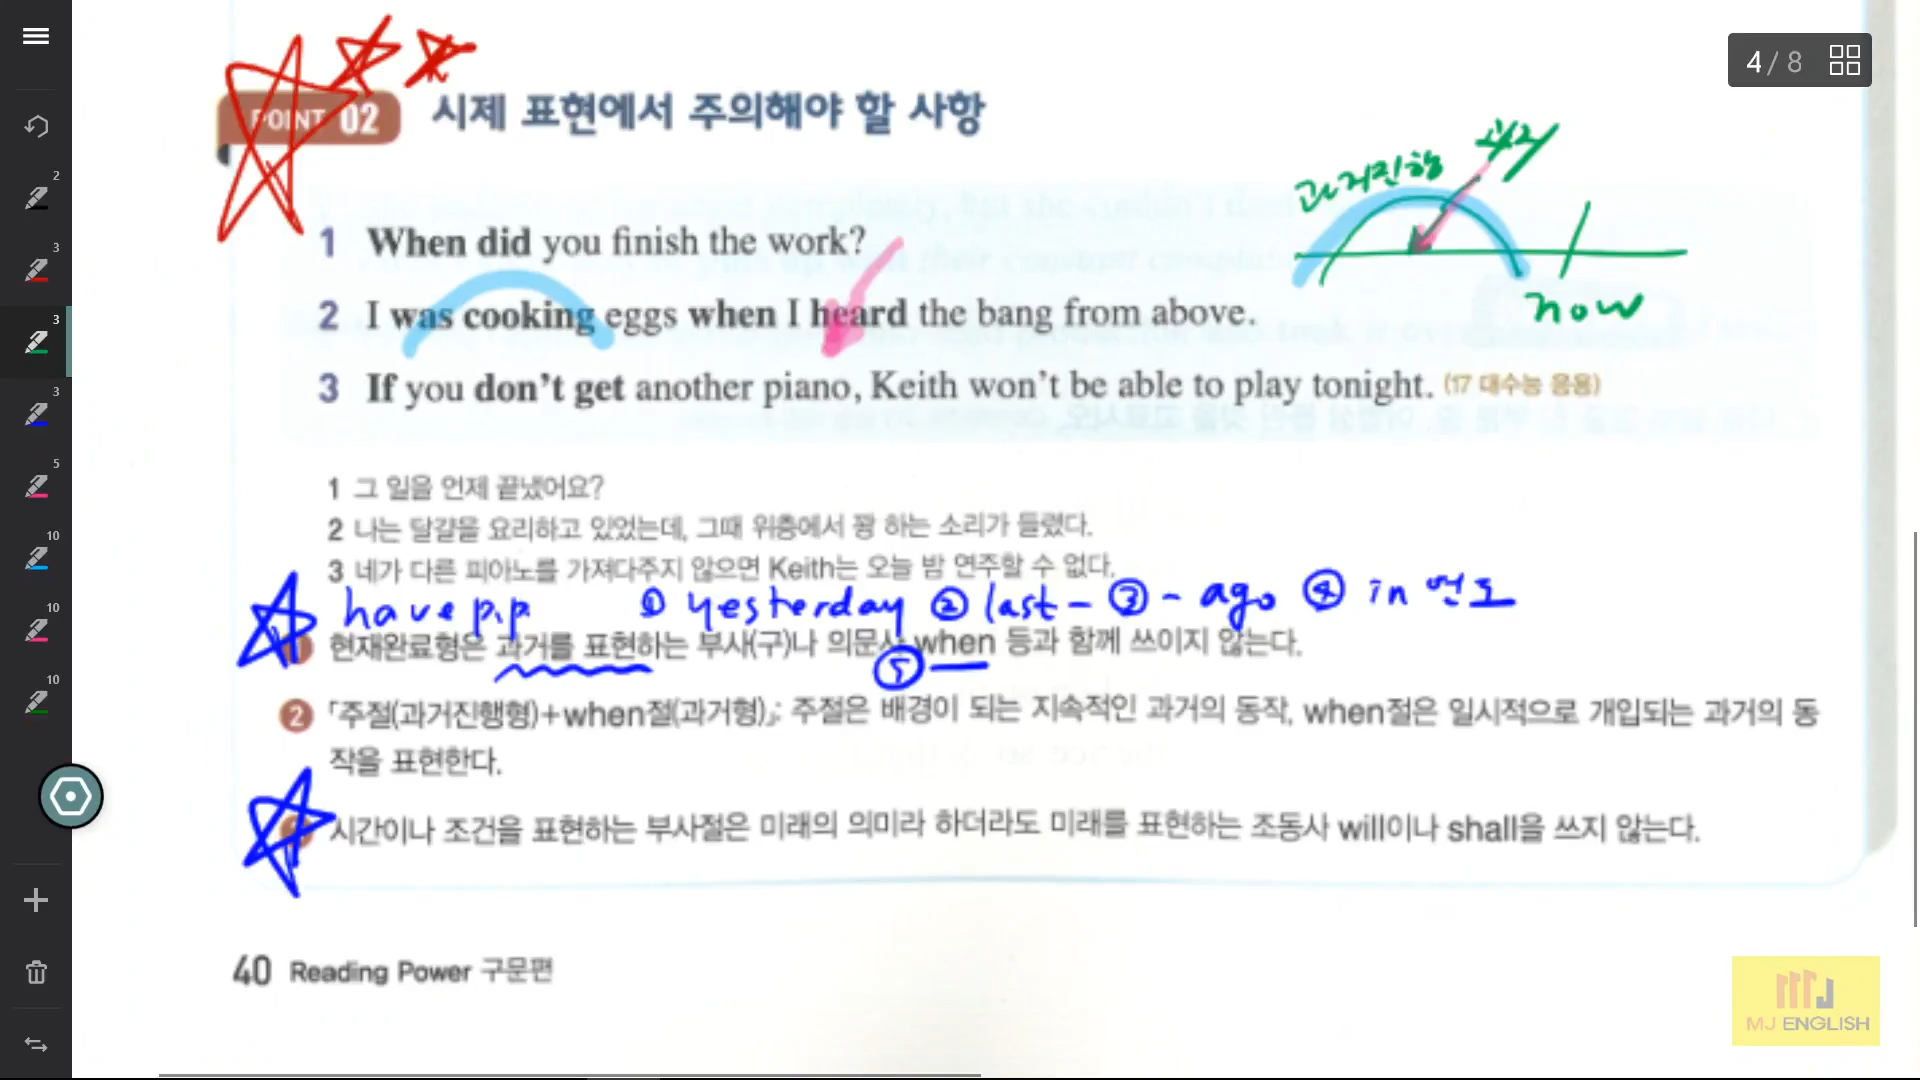 4 / 8
POINT 02 시제 표현에서 주의해야 할 사항
과거진행 과거
1 When did you finish the work?
now
2 I was cooking eggs when I heard the bang from above.
3 If you don't get another piano, Keith won't be able to play tonight. (17 대수능 응용)
1 그 일을 언제 끝냈어요?
2 나는 달걀을 요리하고 있었는데, 그때 위층에서 쾅 하는 소리가 들렸다.
3 네가 다른 피아노를 가져다주지 않으면 Keith는 오늘 밤 연주할 수 없다.
have p.p ① yesterday ② last – ③ – ago ④ in 연도
현재완료형은 과거를 표현하는 부사(구)나 의문사 when 등과 함께 쓰이지 않는다.
⑤
2 「주절(과거진행형)+when절(과거형)」: 주절은 배경이 되는 지속적인 과거의 동작, when절은 일시적으로 개입되는 과거의 동
작을 표현한다.
시간이나 조건을 표현하는 부사절은 미래의 의미라 하더라도 미래를 표현하는 조동사 will이나 shall을 쓰지 않는다.
40 Reading Power 구문편
MJ ENGLISH
2
3
3
3
5
10
10
10